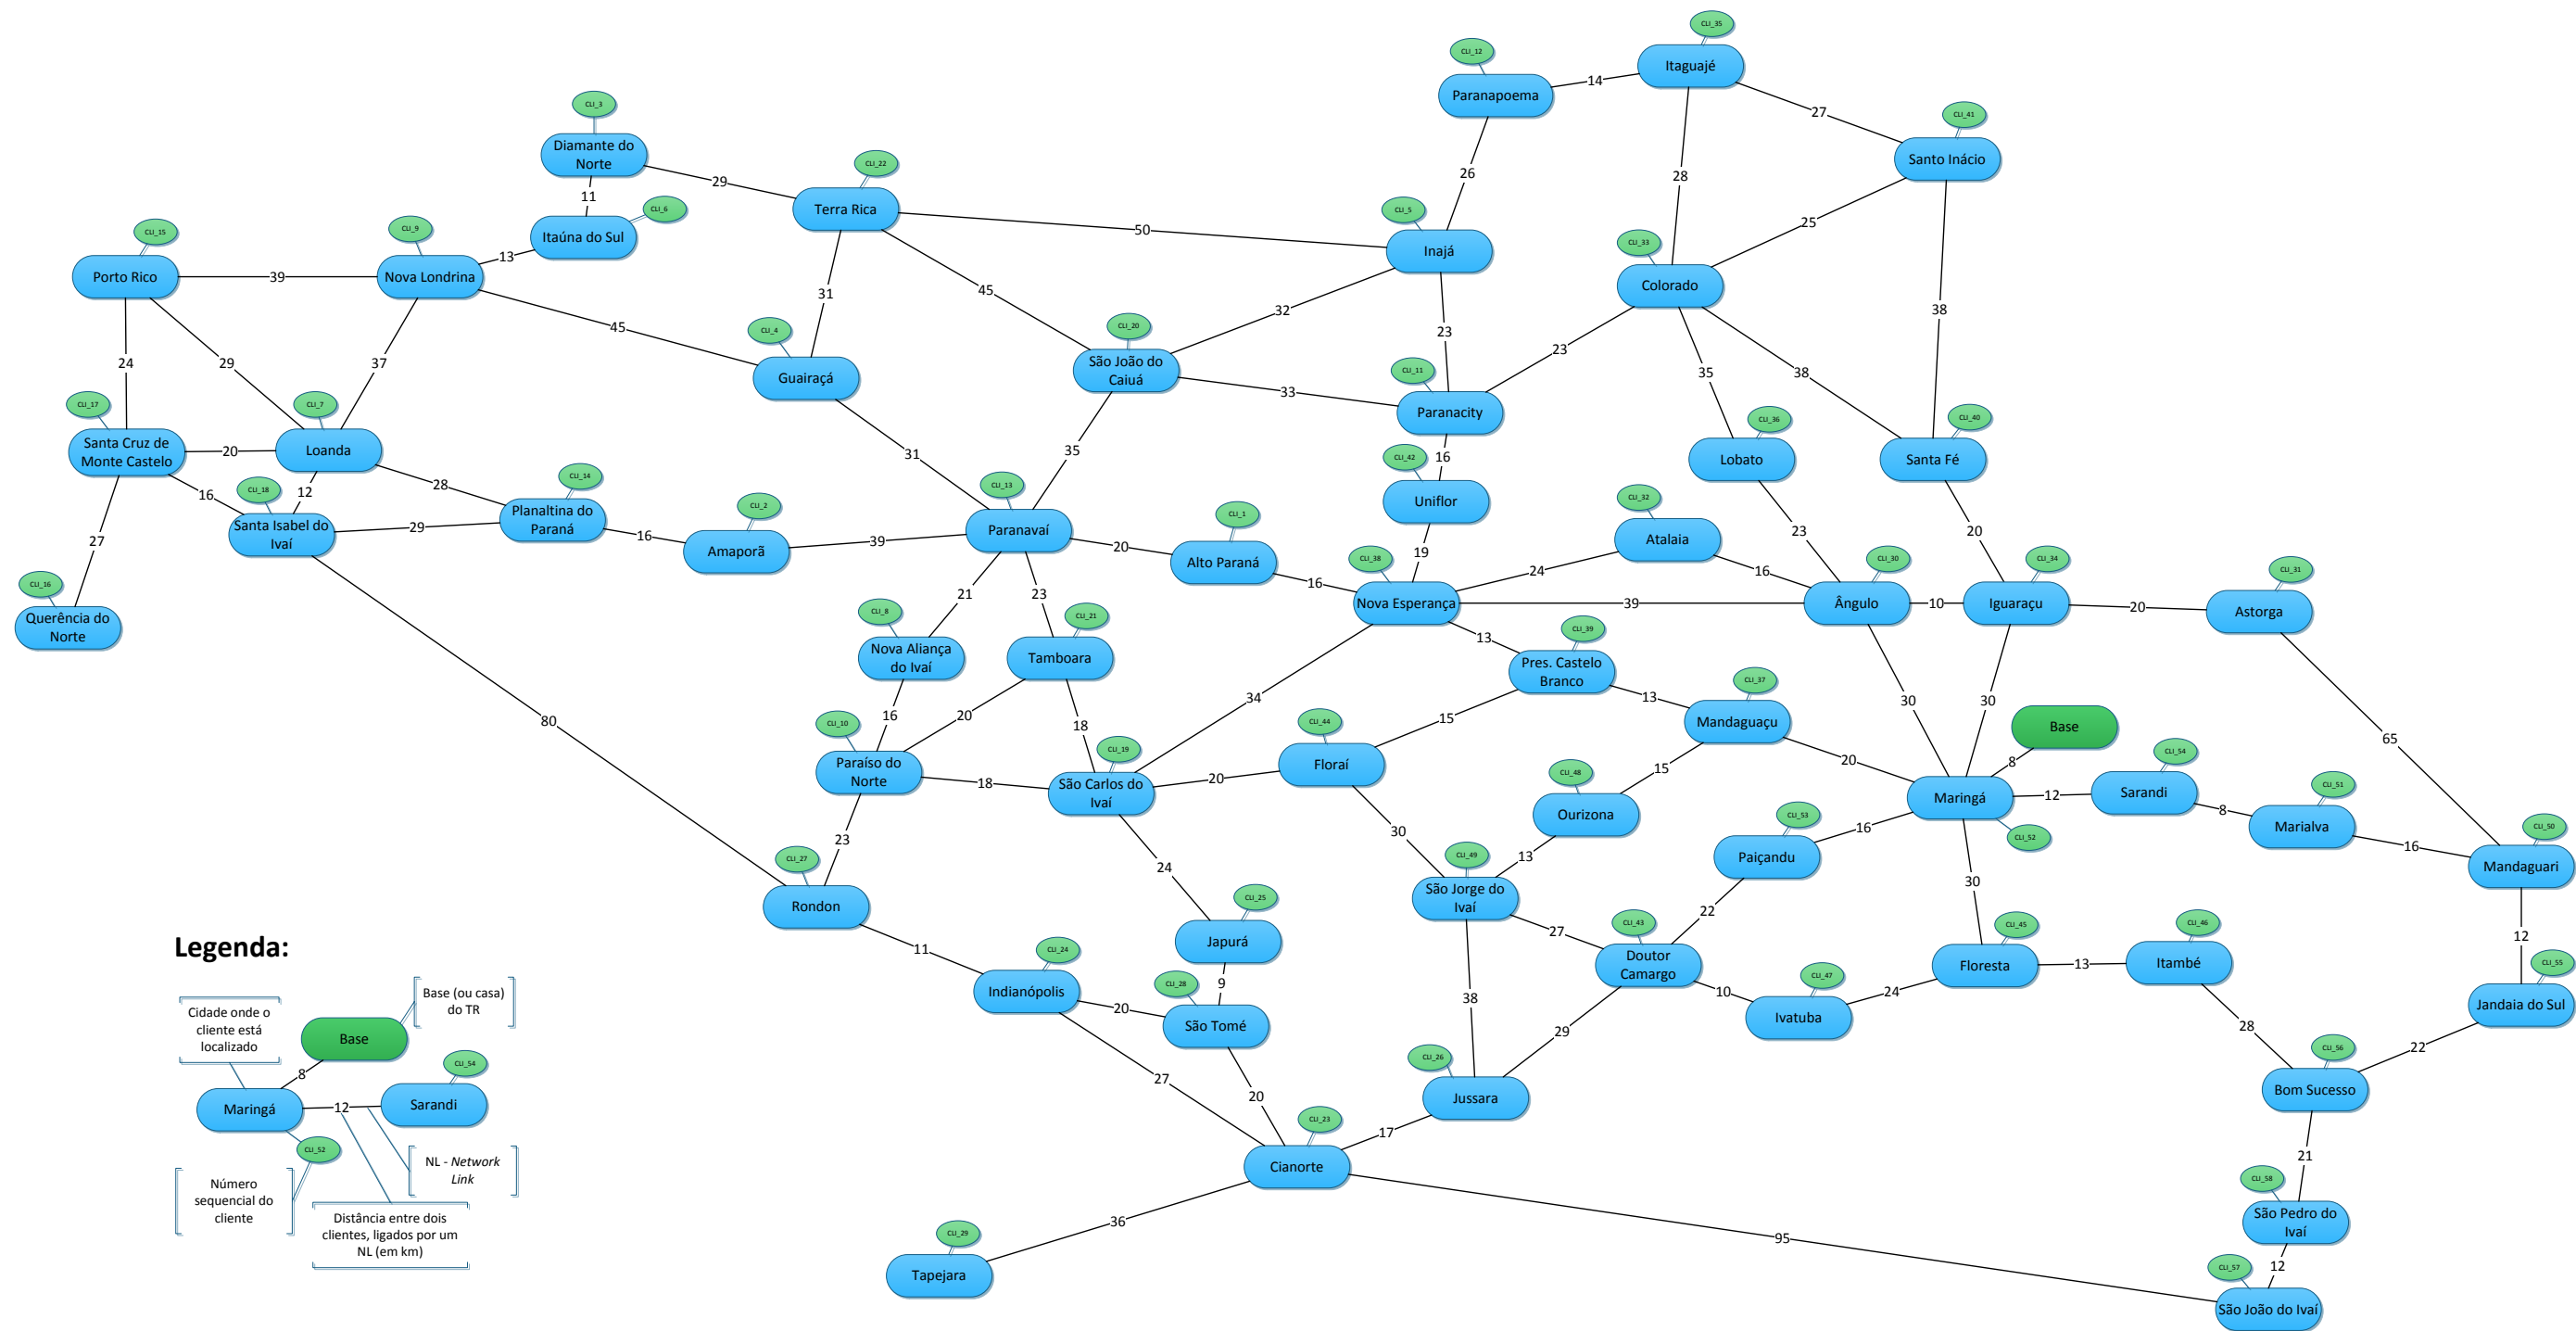 CLI_35
Itaguajé
CLI_12
Paranapoema
14
27
CLI_41
Santo Inácio
CLI_3
Diamante do
Norte
11
29
CLI_22
Terra Rica
26
28
CLI_6
Itaúna do Sul
CLI_5
Inajá
50
25
CLI_15
Porto Rico
39
CLI_9
Nova Londrina
13
CLI_33
Colorado
31
45
32
38
45
CLI_4
Guairaçá
CLI_20
São João do
Caiuá
23
23
24
29
37
33
CLI_11
Paranacity
35
38
CLI_17
Santa Cruz de
Monte Castelo
20
CLI_7
Loanda
31
35
16
CLI_36
Lobato
CLI_40
Santa Fé
16
CLI_18
Santa Isabel do
Ivaí
12
28
29
CLI_14
Planaltina do
Paraná
16
CLI_2
Amaporã
39
CLI_13
Paranavaí
20
CLI_1
Alto Paraná
16
CLI_42
Uniflor
19
CLI_32
Atalaia
24
16
23
20
27
CLI_16
Querência do
Norte
CLI_38
Nova Esperança
39
CLI_30
Ângulo
10
CLI_34
Iguaraçu
20
CLI_31
Astorga
21
23
CLI_8
Nova Aliança
do Ivaí
CLI_21
Tamboara
13
CLI_39
Pres. Castelo
Branco
13
CLI_37
Mandaguaçu
34
30
30
80
16
20
18
15
15
20
65
Base
8
CLI_10
Paraíso do
Norte
18
CLI_19
São Carlos do
Ivaí
20
CLI_44
Floraí
CLI_48
Ourizona
Maringá
CLI_52
12
CLI_54
Sarandi
8
CLI_51
Marialva
16
CLI_50
Mandaguari
23
30
13
CLI_53
Paiçandu
16
24
CLI_27
Rondon
CLI_49
São Jorge do
Ivaí
22
30
11
CLI_25
Japurá
27
CLI_43
Doutor
Camargo
CLI_45
Floresta
13
CLI_46
Itambé
12
CLI_24
Indianópolis
9
38
10
CLI_47
Ivatuba
24
CLI_55
Jandaia do Sul
20
CLI_28
São Tomé
29
28
22
27
20
CLI_26
Jussara
CLI_56
Bom Sucesso
CLI_23
Cianorte
17
21
36
95
CLI_58
São Pedro do
Ivaí
CLI_29
Tapejara
12
CLI_57
São João do Ivaí
Legenda:
Cidade onde o
cliente está
localizado
Base (ou casa)
do TR
Base
8
CLI_54
Maringá
12
Sarandi
CLI_52
NL - Network
Link
Número
sequencial do
cliente
Distância entre dois
clientes, ligados por um
NL (em km)